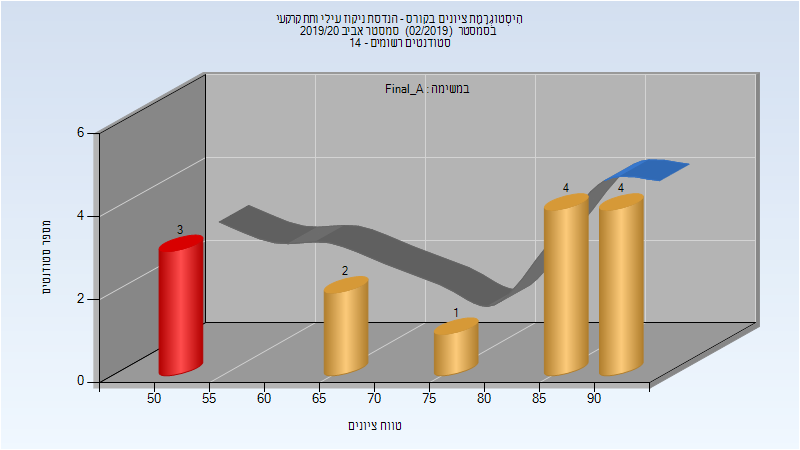 היסטוגרמת ציונים בקורס - הנדסת ניקוז עילי ותת קרקעי
בסמסטר (02/2019) סמסטר אביב 2019/20
סטודנטים רשומים - 14
במשימה : Final_A
6
4
2
0
מספר סטודנטים
3
2
1
4
4
50 55 60 65 70 75 80 85 90
טווח ציונים